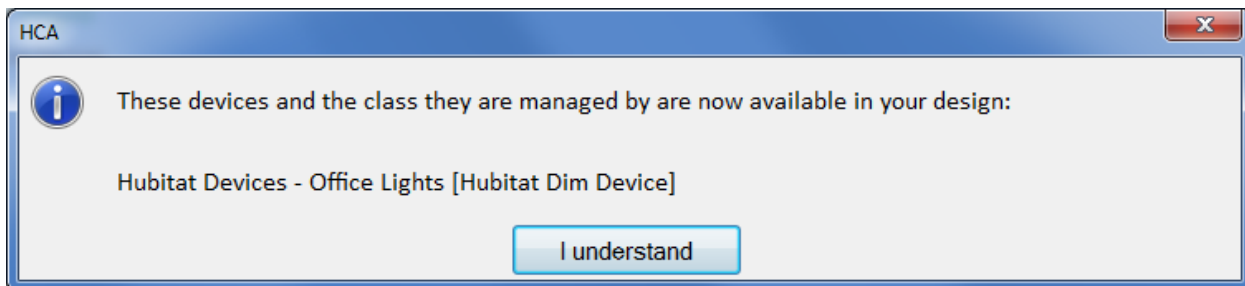 HCA
These devices and the class they are managed by are now available in your design:
Hubitat Devices - Office Lights [Hubitat Dim Device]
I understand